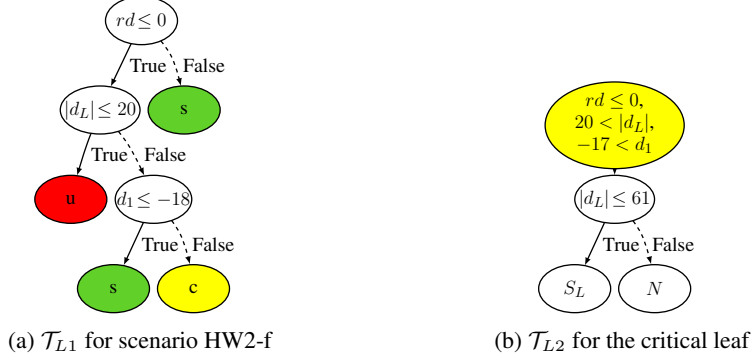 rd ≤ 0
True False
|d_L| ≤ 20
s
True False
u
d_1 ≤ −18
True False
s
c
(a) 𝒯_{L1} for scenario HW2-f
rd ≤ 0,
20 < |d_L|,
−17 < d_1
|d_L| ≤ 61
True False
S_L
N
(b) 𝒯_{L2} for the critical leaf